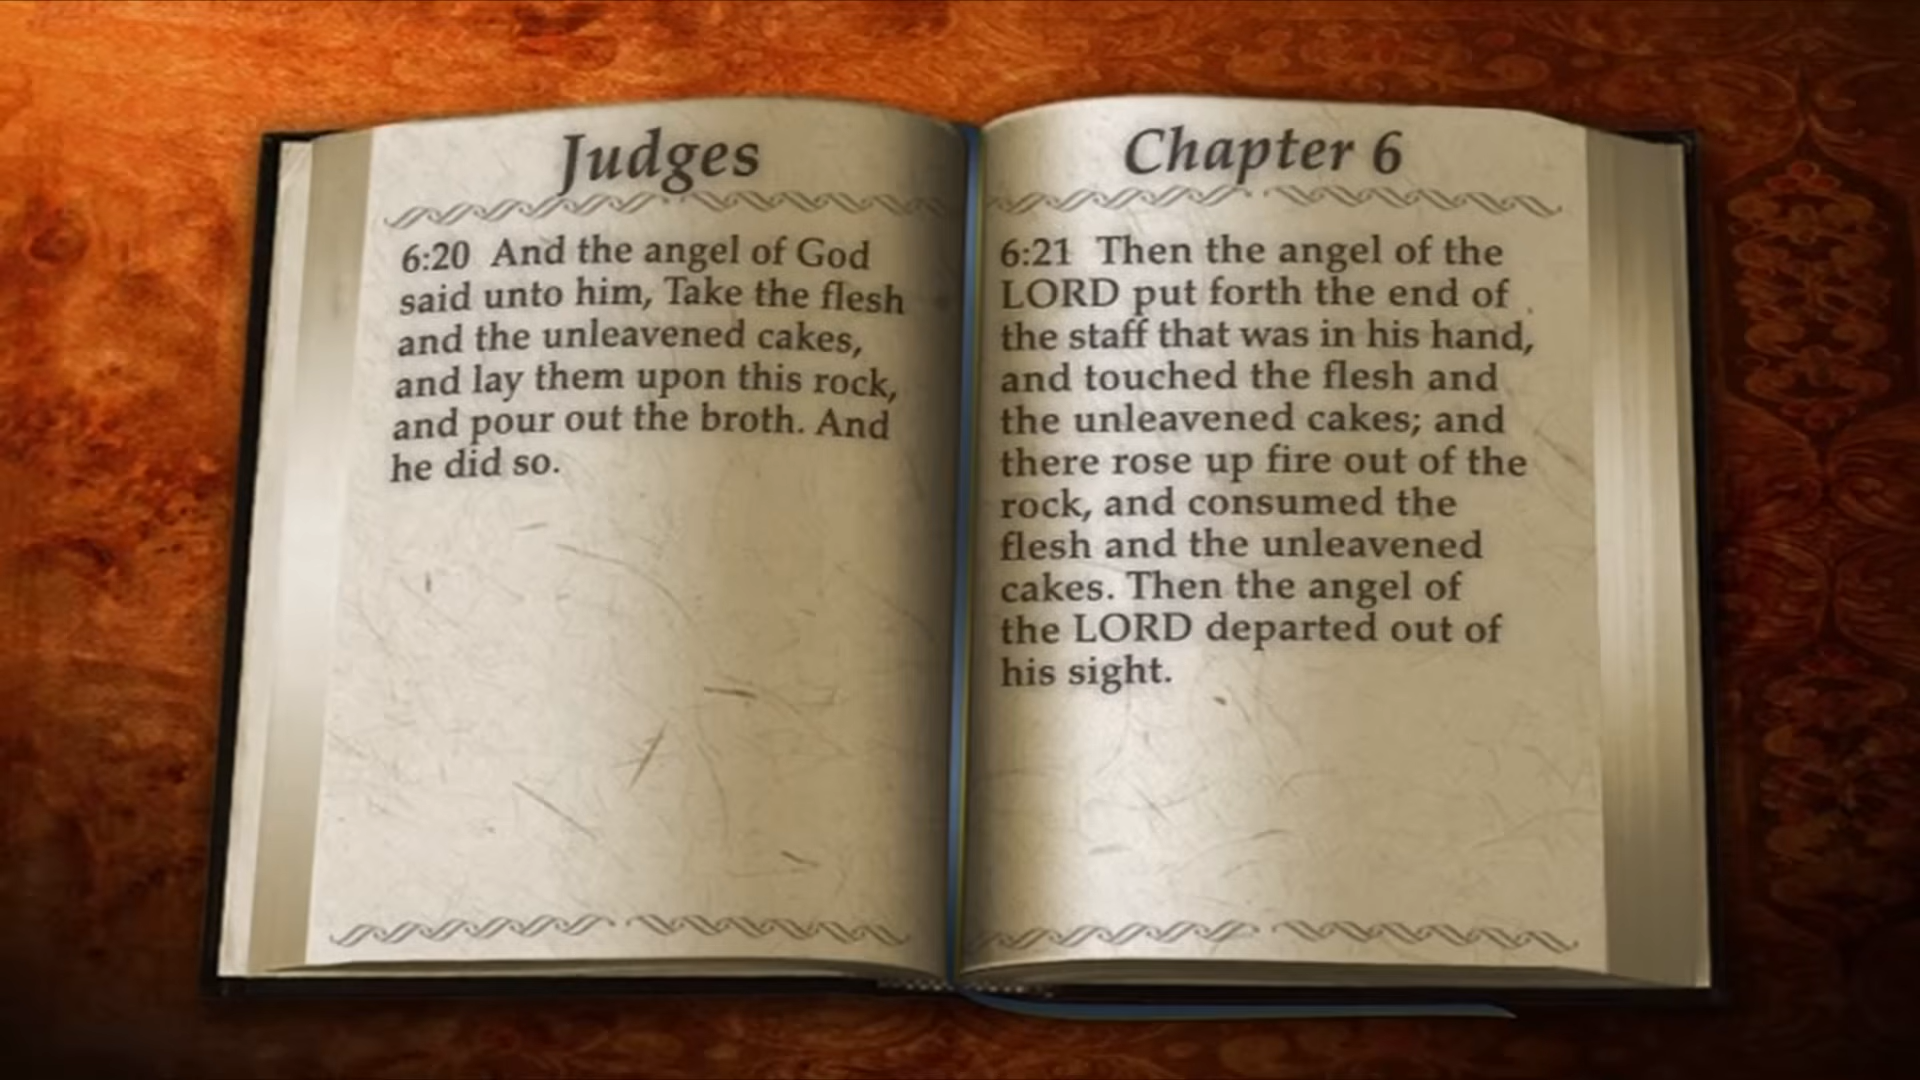 Judges
6:20 And the angel of God
said unto him, Take the flesh
and the unleavened cakes,
and lay them upon this rock,
and pour out the broth. And
he did so.
Chapter 6
6:21 Then the angel of the
LORD put forth the end of
the staff that was in his hand,
and touched the flesh and
the unleavened cakes; and
there rose up fire out of the
rock, and consumed the
flesh and the unleavened
cakes. Then the angel of
the LORD departed out of
his sight.